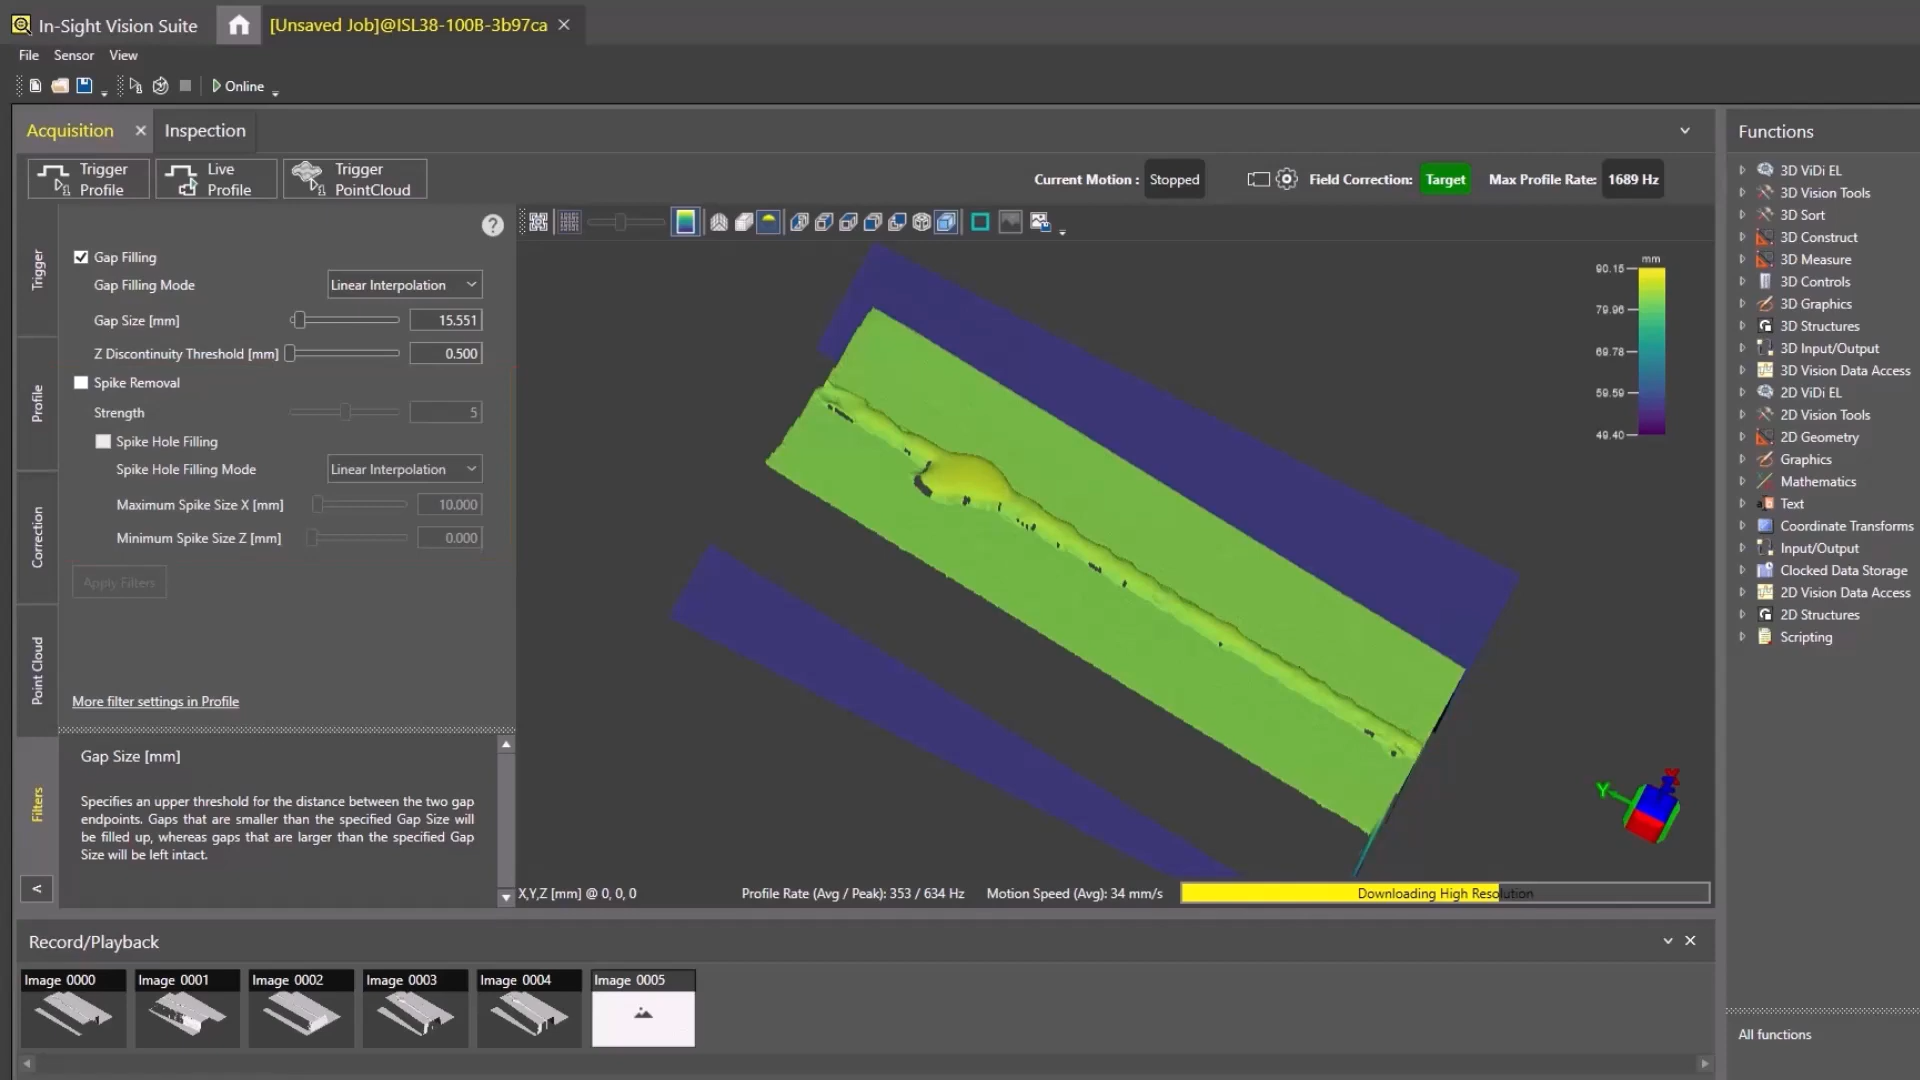 In-Sight Vision Suite
[Unsaved Job]@ISL38-100B-3b97ca
File Sensor View
Online
Acquisition
Inspection
Trigger Profile
Live Profile
Trigger PointCloud
Current Motion : Stopped
Field Correction: Target
Max Profile Rate: 1689 Hz
Trigger
Profile
Correction
Point Cloud
Filters
<
?
Gap Filling
Gap Filling Mode Linear Interpolation
Gap Size [mm] 15.551
Z Discontinuity Threshold [mm] 0.500
Spike Removal
Strength 5
Spike Hole Filling
Spike Hole Filling Mode Linear Interpolation
Maximum Spike Size X [mm] 10.000
Minimum Spike Size Z [mm] 0.000
Apply Filters
More filter settings in Profile
Gap Size [mm]
Specifies an upper threshold for the distance between the two gap
endpoints. Gaps that are smaller than the specified Gap Size will
be filled up, whereas gaps that are larger than the specified Gap
Size will be left intact.
mm
90.15
79.96
69.78
59.59
49.40
Y
X
X,Y,Z [mm] @ 0, 0, 0
Profile Rate (Avg / Peak): 353 / 634 Hz
Motion Speed (Avg): 34 mm/s
Downloading High Resolution
Record/Playback
Image 0000
Image 0001
Image 0002
Image 0003
Image 0004
Image 0005
Functions
3D ViDi EL
3D Vision Tools
3D Sort
3D Construct
3D Measure
3D Controls
3D Graphics
3D Structures
3D Input/Output
3D Vision Data Access
2D ViDi EL
2D Vision Tools
2D Geometry
Graphics
Mathematics
Text
Coordinate Transforms
Input/Output
Clocked Data Storage
2D Vision Data Access
2D Structures
Scripting
All functions